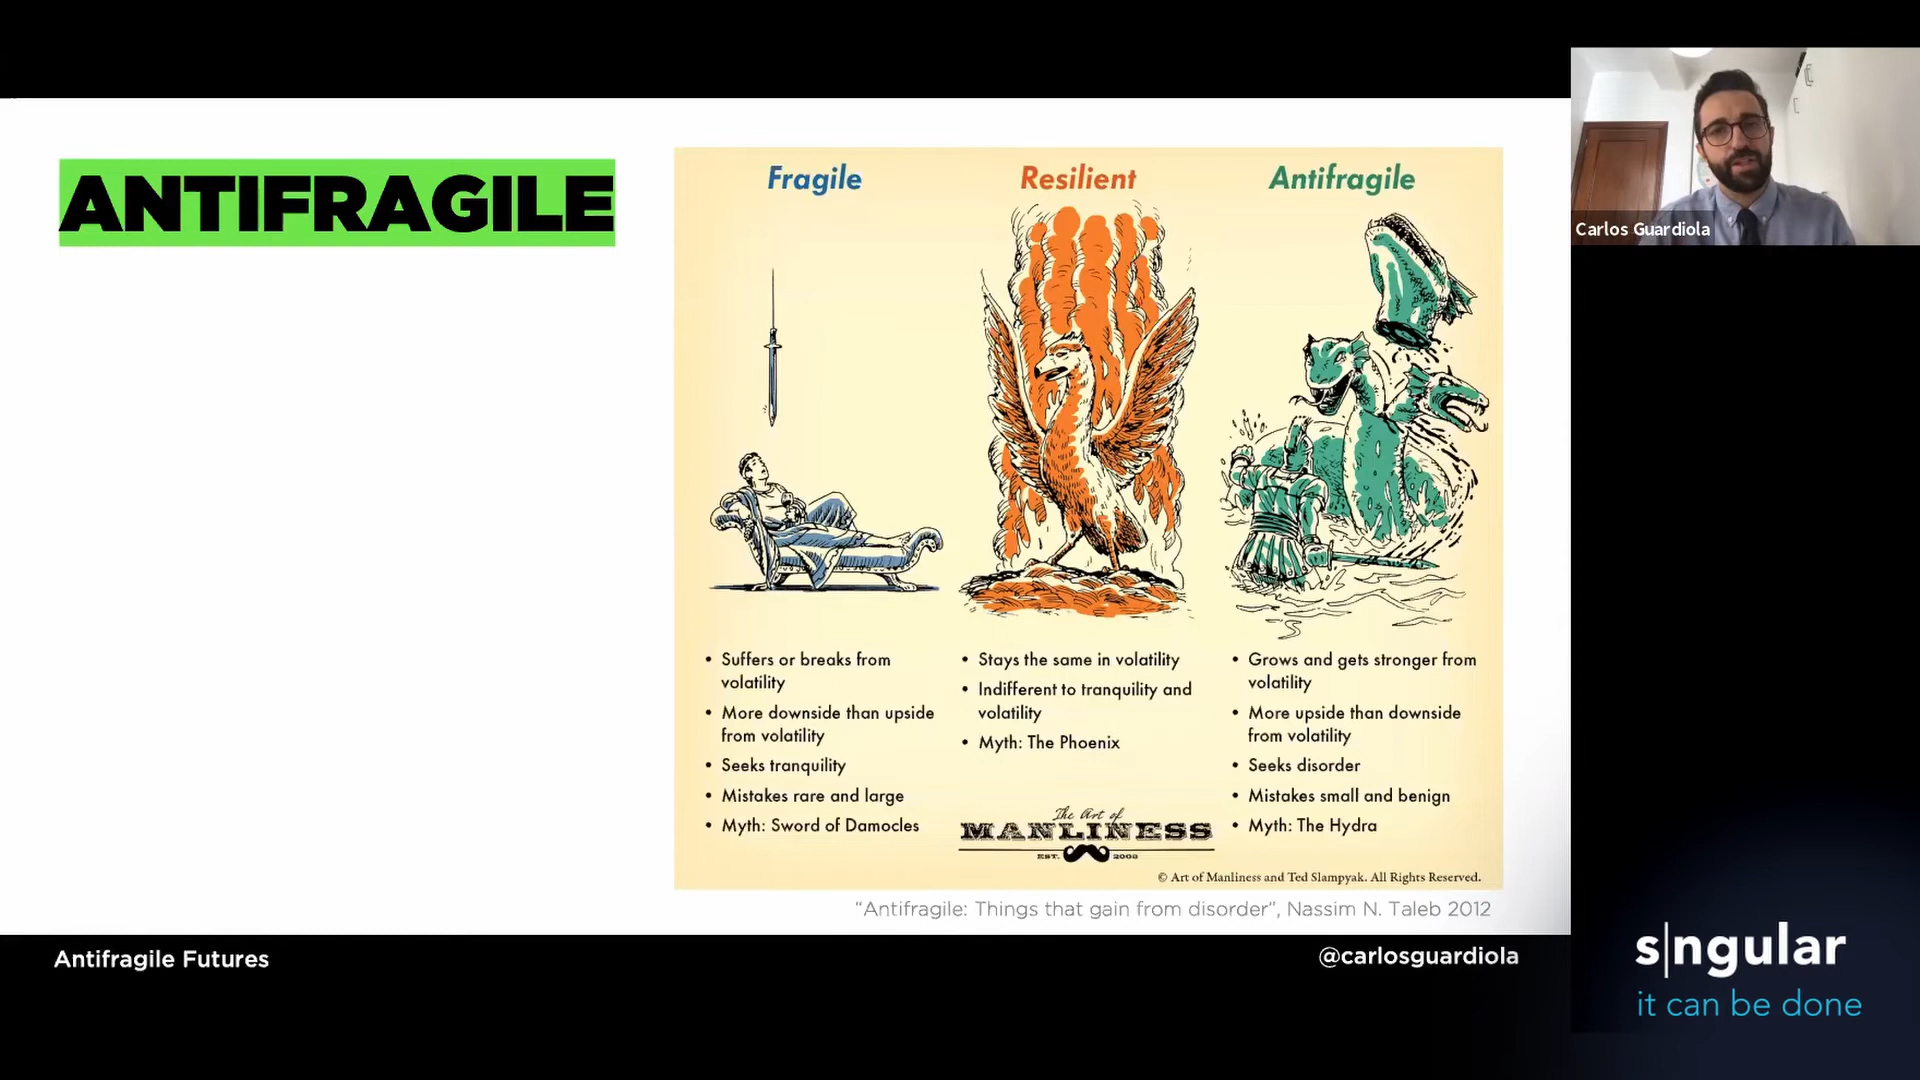 ANTIFRAGILE
Fragile
Resilient
Antifragile
• Suffers or breaks from
volatility
• More downside than upside
from volatility
• Seeks tranquility
• Mistakes rare and large
• Myth: Sword of Damocles
• Stays the same in volatility
• Indifferent to tranquility and
volatility
• Myth: The Phoenix
The Art of
MANLINESS
EST. 2008
• Grows and gets stronger from
volatility
• More upside than downside
from volatility
• Seeks disorder
• Mistakes small and benign
• Myth: The Hydra
© Art of Manliness and Ted Slampyak. All Rights Reserved.
“Antifragile: Things that gain from disorder”, Nassim N. Taleb 2012
Antifragile Futures
@carlosguardiola
Carlos Guardiola
s|ngular
it can be done